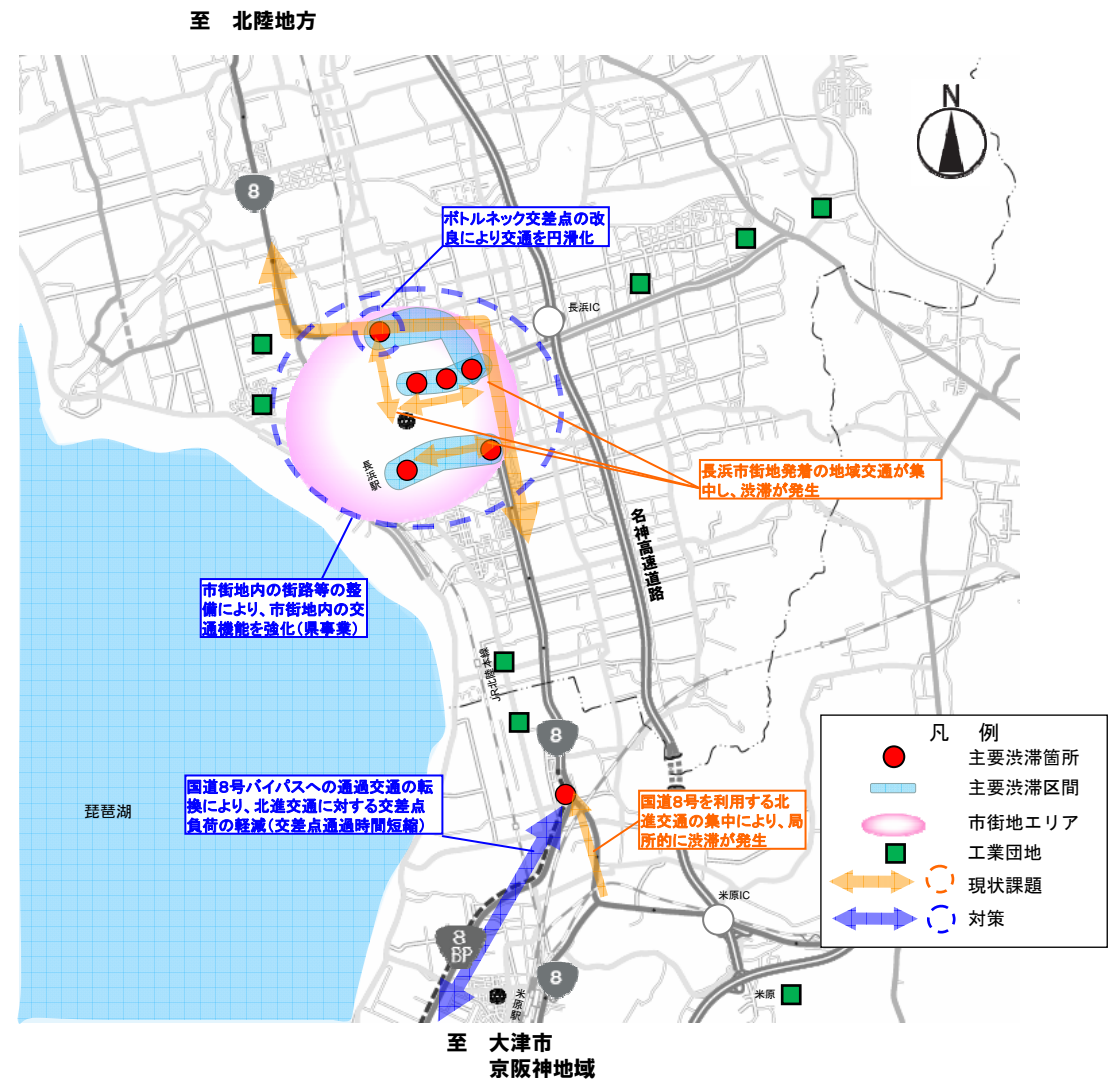 至 北陸地方
N
8
ボトルネック交差点の改
良により交通を円滑化
長浜IC
長浜駅
長浜市街地発着の地域交通が集
中し、渋滞が発生
名神高速道路
市街地内の街路等の整
備により、市街地内の交
通機能を強化(県事業)
JR北陸本線
8
国道8号バイパスへの通過交通の転
換により、北進交通に対する交差点
負荷の軽減(交差点通過時間短縮)
国道8号を利用する北
進交通の集中により、局
所的に渋滞が発生
琵琶湖
凡 例
主要渋滞箇所
主要渋滞区間
市街地エリア
工業団地
現状課題
対策
米原IC
8
BP
8
米原駅
米原
至 大津市
京阪神地域